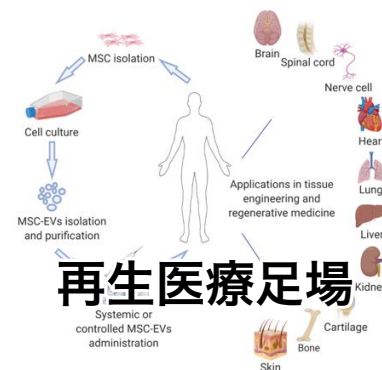 MSC isolation
Cell culture
MSC-EVs isolation
and purification
Systemic or
controlled MSC-EVs
administration
Applications in tissue
engineering and
regenerative medicine
Brain
Spinal cord
Nerve cell
Heart
Lung
Liver
Kidne
Cartilage
Bone
Skin
再生医療足場